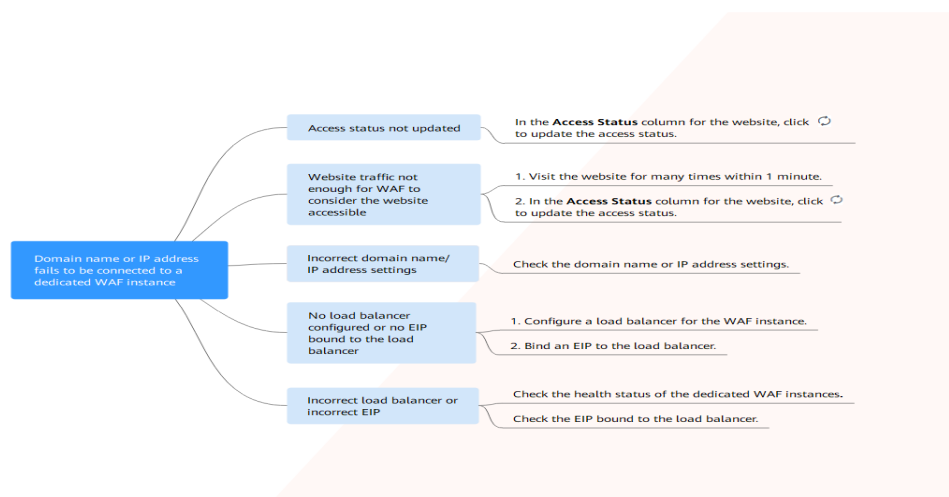 Domain name or IP address
fails to be connected to a
dedicated WAF instance
Access status not updated
In the Access Status column for the website, click
to update the access status.
Website traffic not
enough for WAF to
consider the website
accessible
1. Visit the website for many times within 1 minute.
2. In the Access Status column for the website, click
to update the access status.
Incorrect domain name/
IP address settings
Check the domain name or IP address settings.
No load balancer
configured or no EIP
bound to the load
balancer
1. Configure a load balancer for the WAF instance.
2. Bind an EIP to the load balancer.
Incorrect load balancer or
incorrect EIP
Check the health status of the dedicated WAF instances.
Check the EIP bound to the load balancer.